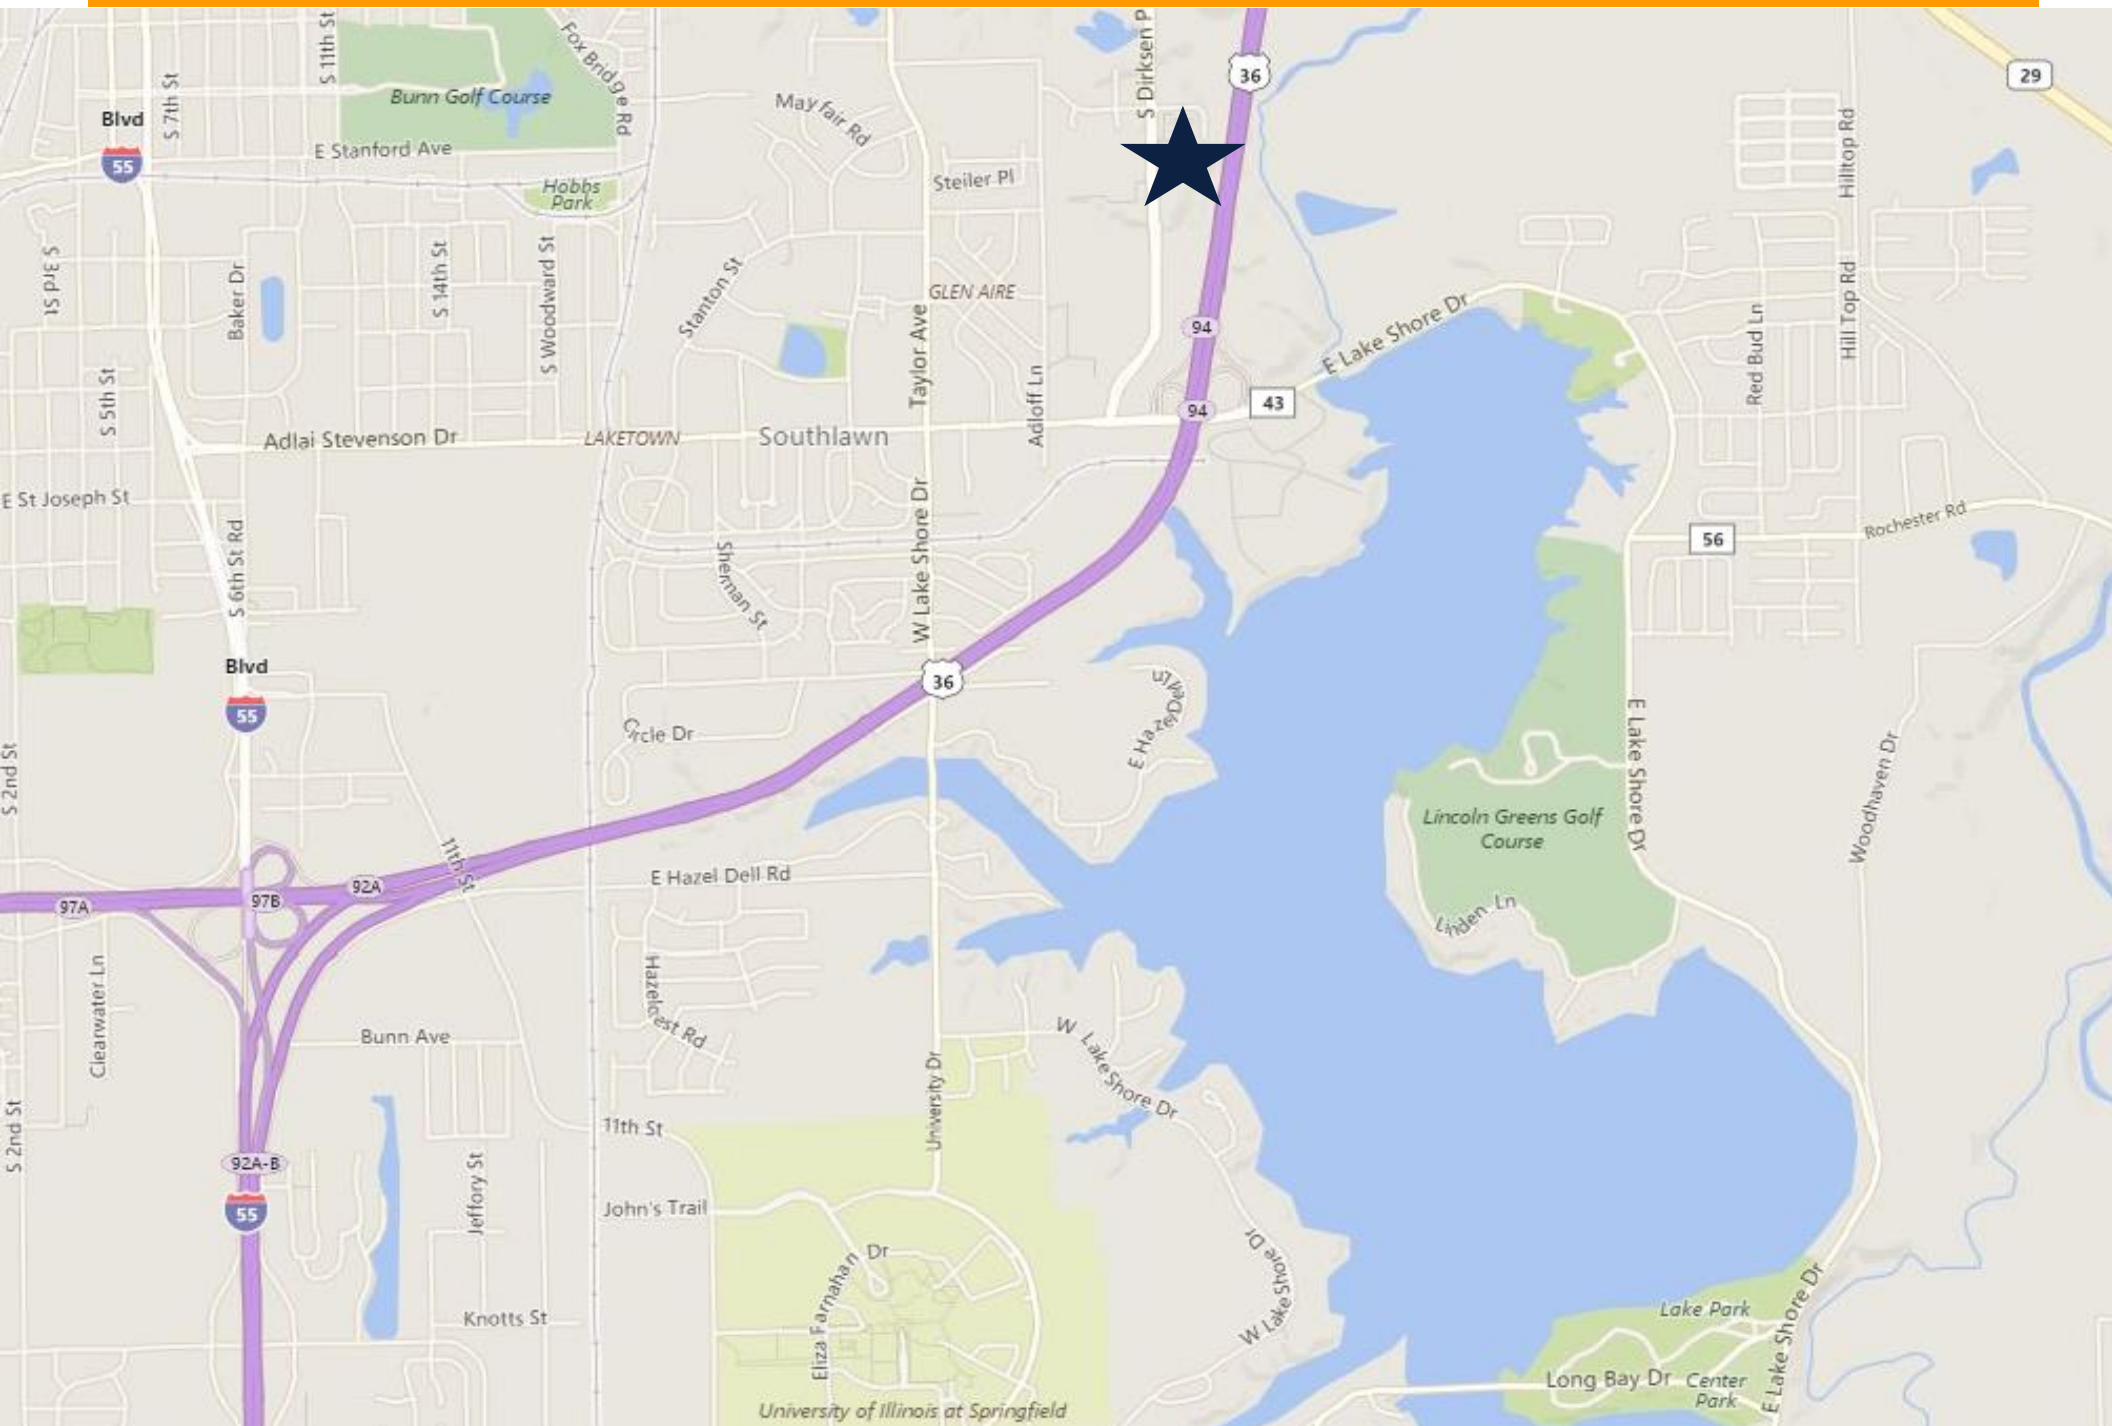 S 11th St
Fox Bridge Rd
S Dirksen P
36
29
S 7th St
Bunn Golf Course
Mayfair Rd
Blvd
55
E Stanford Ave
Hilltop Rd
Hobbs
Park
Steiler Pl
S 3rd St
Baker Dr
S 14th St
S Woodward St
Stanton St
GLEN AIRE
Taylor Ave
94
E Lake Shore Dr
Red Bud Ln
Hill Top Rd
S 5th St
Adloff Ln
94
43
Adlai Stevenson Dr
LAKETOWN
Southlawn
E St Joseph St
S 6th St Rd
Sherman St
W Lake Shore Dr
56
Rochester Rd
Blvd
55
36
Circle Dr
E Hazel Dell Ln
E Lake Shore Dr
S 2nd St
Woodhaven Dr
Lincoln Greens Golf
Course
11th St
92A
97B
97A
E Hazel Dell Rd
Linden Ln
Clearwater Ln
Hazelcrest Rd
Bunn Ave
W Lake Shore Dr
University Dr
S 2nd St
11th St
92A-B
55
Jeffory St
John's Trail
Eliza Farnahan Dr
W Lake Shore Dr
Knotts St
Lake Park
E Lake Shore Dr
Long Bay Dr
Center
Park
University of Illinois at Springfield